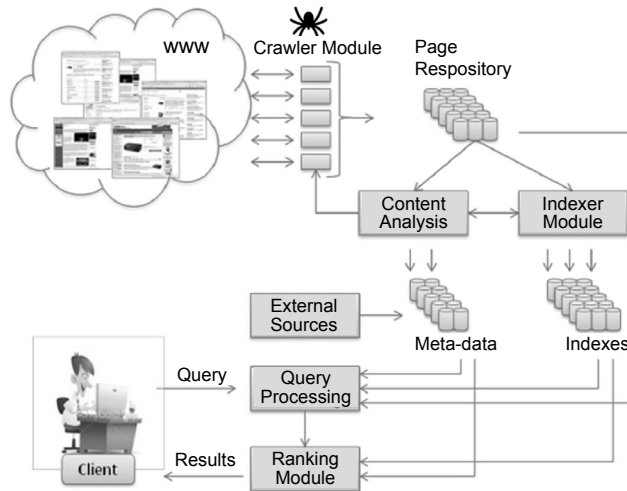 www
Crawler Module
Page
Respository
Content
Analysis
Indexer
Module
External
Sources
Meta-data
Indexes
Query
Query
Processing
Results
Ranking
Module
Client